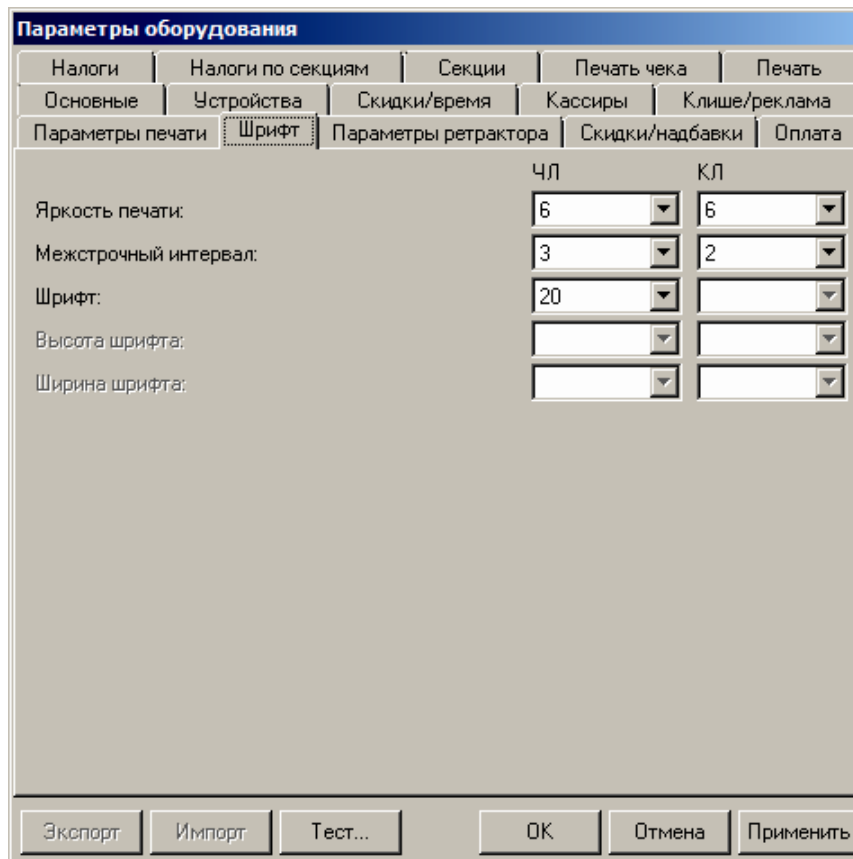 Параметры оборудования
Налоги Налоги по секциям Секции Печать чека Печать
Основные Устройства Скидки/время Кассиры Клише/реклама
Параметры печати Шрифт Параметры ретрактора Скидки/надбавки Оплата
ЧЛ КЛ
Яркость печати: 6 6
Межстрочный интервал: 3 2
Шрифт: 20
Высота шрифта:
Ширина шрифта:
Экспорт Импорт Тест... OK Отмена Применить